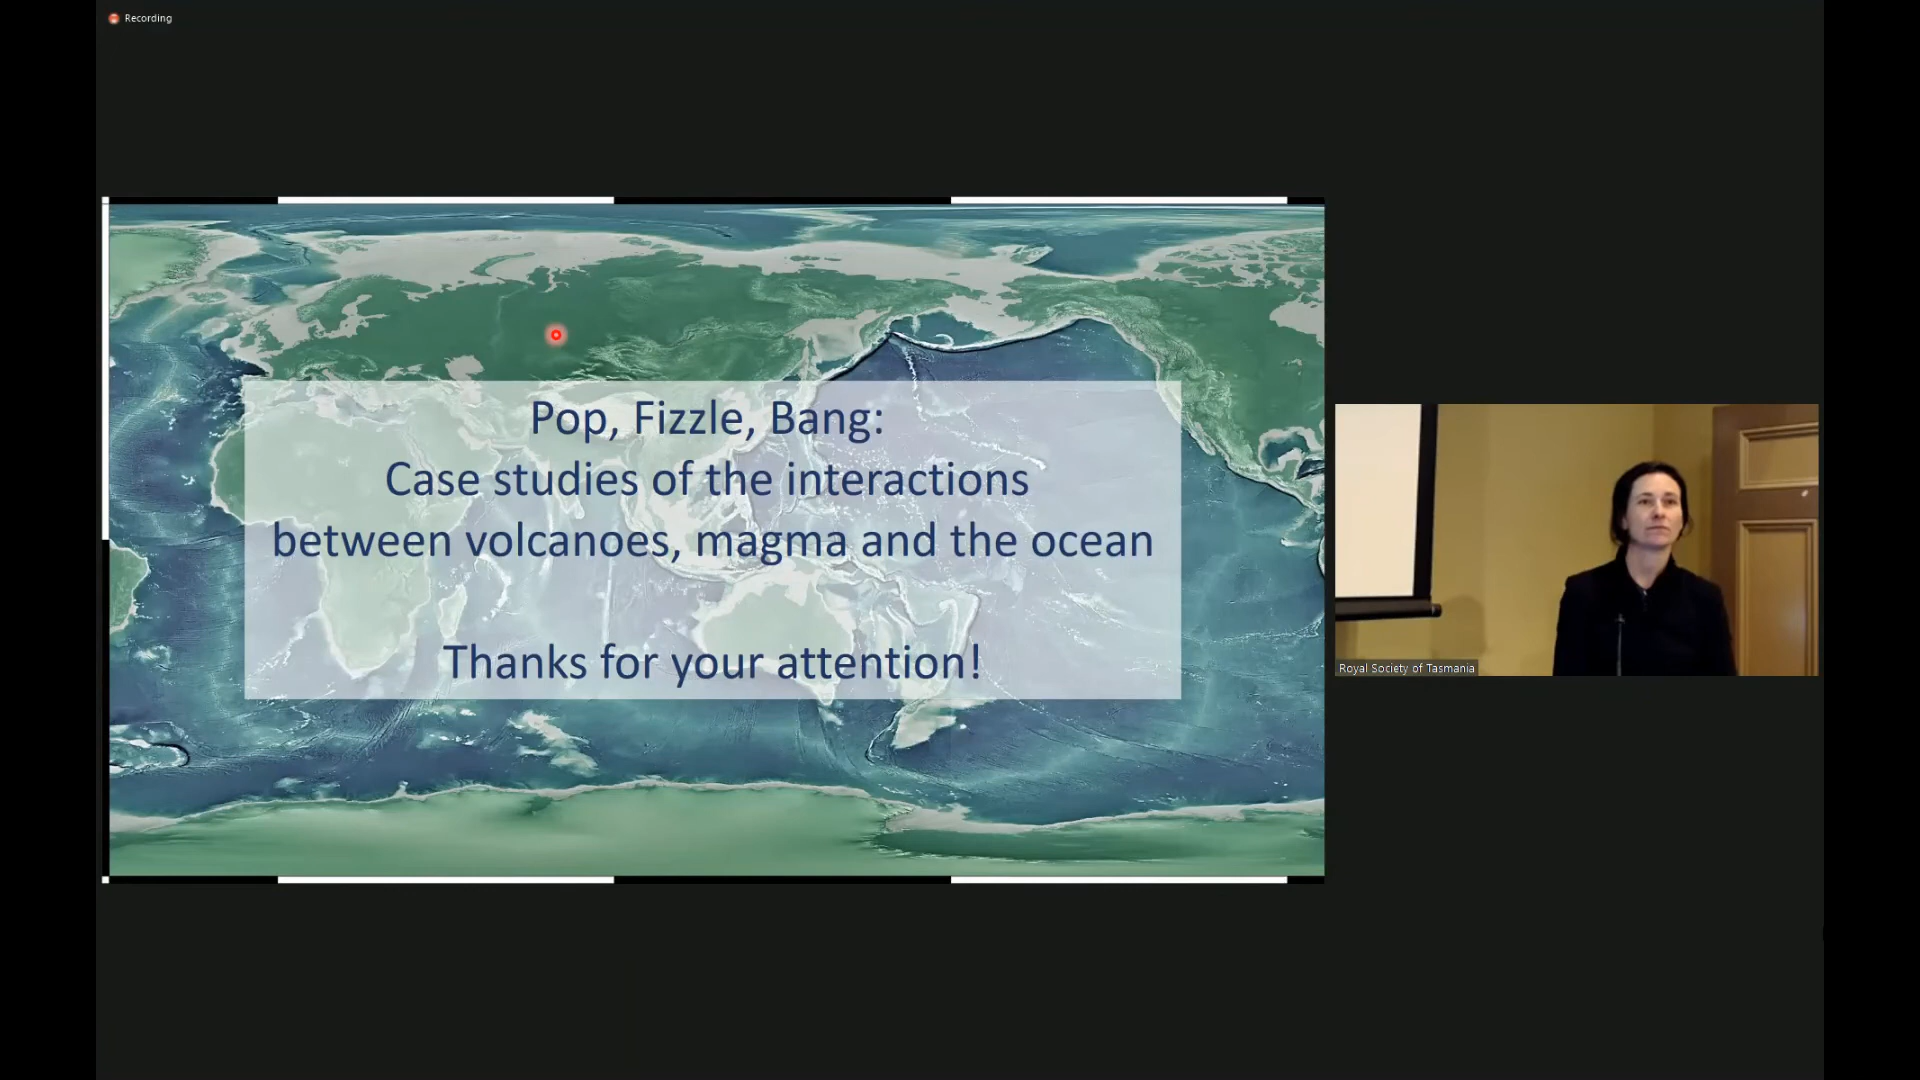 Recording
Pop, Fizzle, Bang:
Case studies of the interactions
between volcanoes, magma and the ocean
Thanks for your attention!
Royal Society of Tasmania